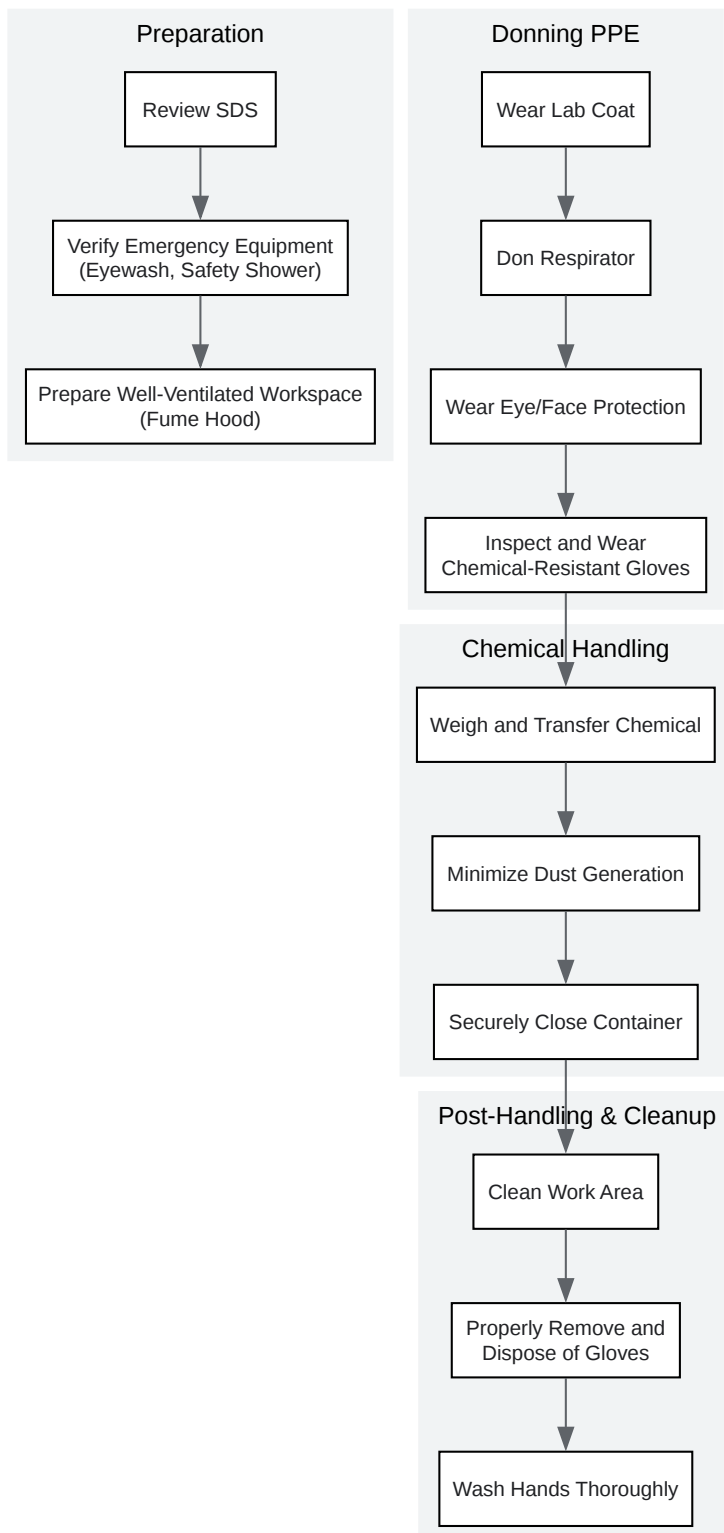 Preparation
Review SDS
Verify Emergency Equipment
(Eyewash, Safety Shower)
Prepare Well-Ventilated Workspace
(Fume Hood)
Donning PPE
Wear Lab Coat
Don Respirator
Wear Eye/Face Protection
Inspect and Wear
Chemical-Resistant Gloves
Chemical Handling
Weigh and Transfer Chemical
Minimize Dust Generation
Securely Close Container
Post-Handling & Cleanup
Clean Work Area
Properly Remove and
Dispose of Gloves
Wash Hands Thoroughly